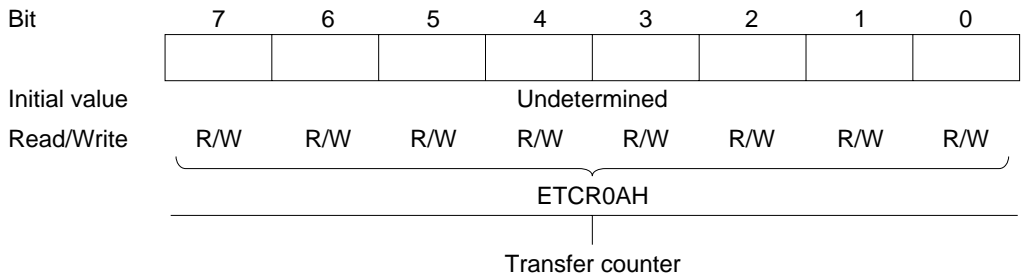 Bit 7 6 5 4 3 2 1 0
Initial value Undetermined
Read/Write R/W R/W R/W R/W R/W R/W R/W R/W
ETCR0AH
Transfer counter